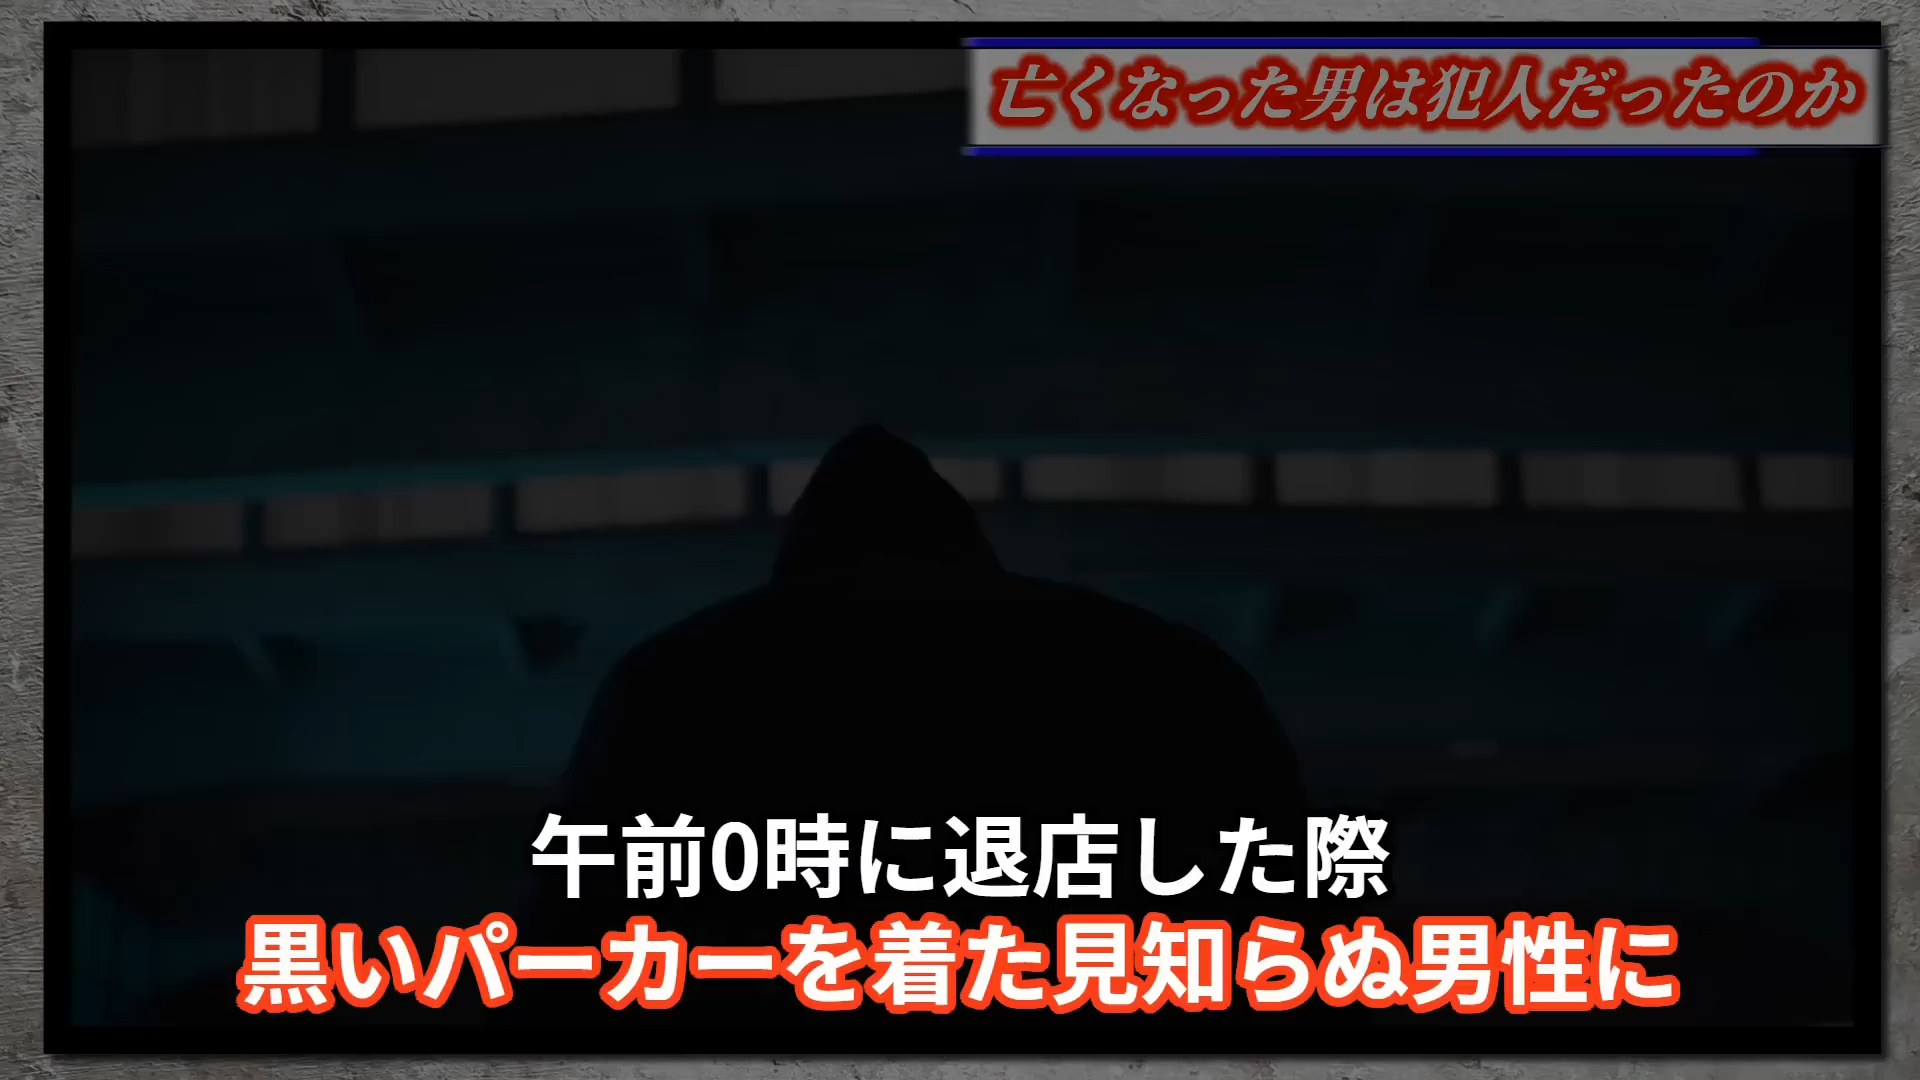 亡くなった男は犯人だったのか
午前0時に退店した際
黒いパーカーを着た見知らぬ男性に